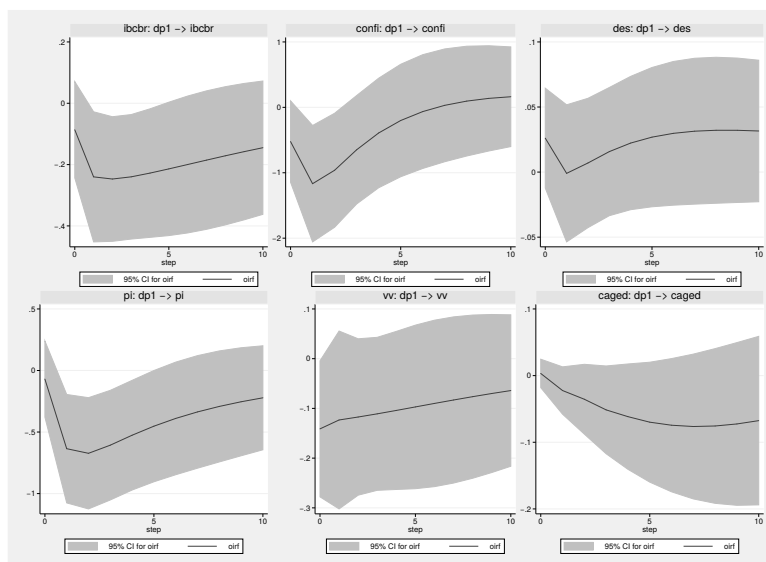 ibcbr: dp1 -> ibcbr
confi: dp1 -> confi
des: dp1 -> des
.2
0
-.2
-.4
0
5
10
step
1
0
-1
-2
0
5
10
step
.1
.05
0
-.05
0
5
10
step
95% CI for oirf
oirf
95% CI for oirf
oirf
95% CI for oirf
oirf
pi: dp1 -> pi
vv: dp1 -> vv
caged: dp1 -> caged
.5
0
-.5
-1
0
5
10
step
.1
0
-.1
-.2
-.3
0
5
10
step
.1
0
-.1
-.2
0
5
10
step
95% CI for oirf
oirf
95% CI for oirf
oirf
95% CI for oirf
oirf